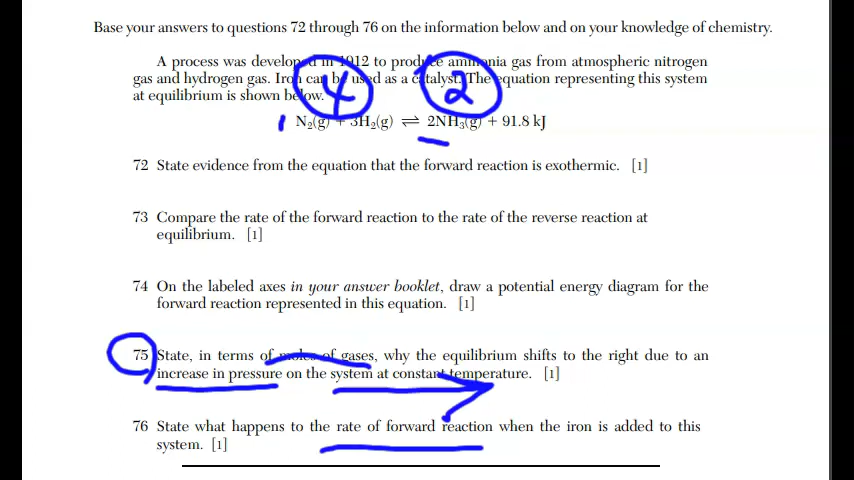 Base your answers to questions 72 through 76 on the information below and on your knowledge of chemistry.
A process was developed in 1912 to produce ammonia gas from atmospheric nitrogen
gas and hydrogen gas. Iron can be used as a catalyst. The equation representing this system
at equilibrium is shown below.
4
2
1 N₂(g) + 3H₂(g) ⇌ 2NH₃(g) + 91.8 kJ
72 State evidence from the equation that the forward reaction is exothermic. [1]
73 Compare the rate of the forward reaction to the rate of the reverse reaction at
equilibrium. [1]
74 On the labeled axes in your answer booklet, draw a potential energy diagram for the
forward reaction represented in this equation. [1]
75 State, in terms of moles of gases, why the equilibrium shifts to the right due to an
increase in pressure on the system at constant temperature. [1]
76 State what happens to the rate of forward reaction when the iron is added to this
system. [1]